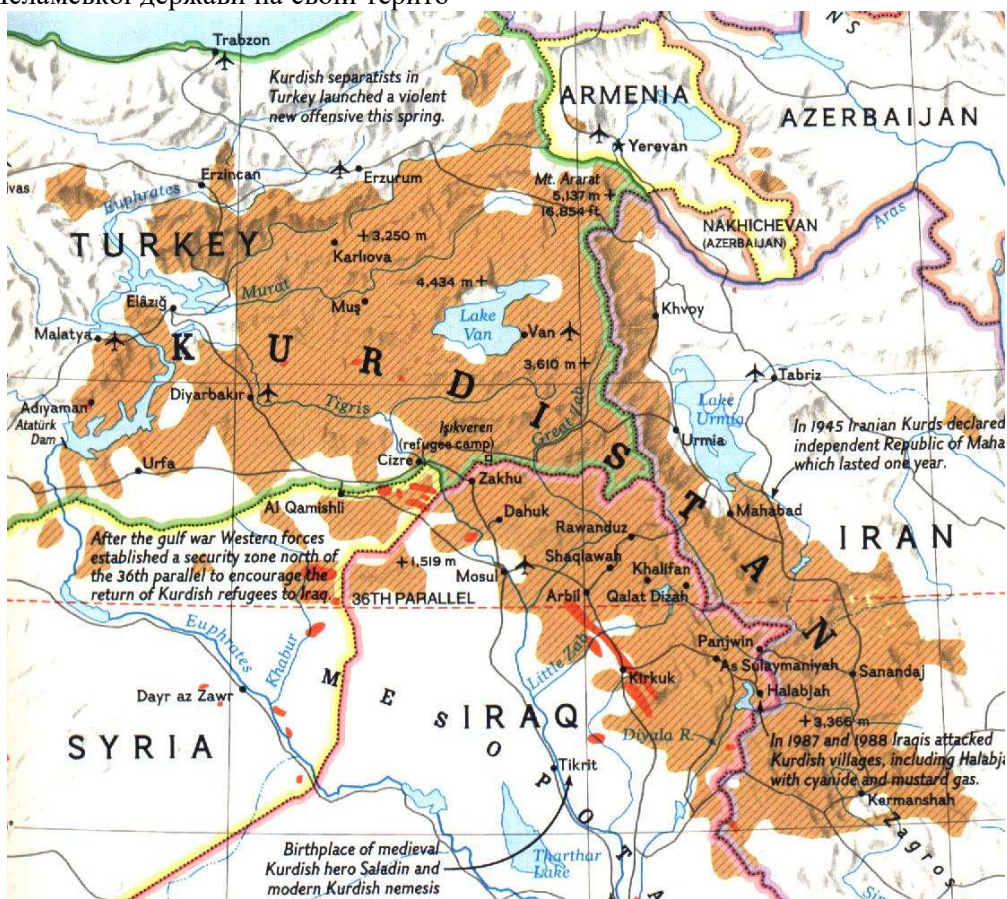 ісламської держави на своїй терито
Trabzon
Kurdish separatists in
Turkey launched a violent
new offensive this spring.
ARMENIA
AZERBAIJAN
Yerevan
Erzincan
Erzurum
Euphrates
Mt. Ararat
5,137 m +
16,854 ft.
NAKHICHEVAN
(AZERBAIJAN)
Aras
TURKEY
+3,250 m
Karlıova
4,434 m+
Murat
Muş
Elâzığ
Malatya
Lake
Van
Van
Khvoy
KURDISTAN
3,610 m+
Tabriz
Diyarbakır
Tigris
Great Zab
Lake
Urmia
Adıyaman
Atatürk
Dam
Işıkveren
(refugee camp)
Urmia
In 1945 Iranian Kurds declared
independent Republic of Maha
which lasted one year.
Urfa
Cizre
Zakhu
Al Qamishli
Dahuk
Rawanduz
Mahabad
IRAN
After the gulf war Western forces
established a security zone north of
the 36th parallel to encourage the
return of Kurdish refugees to Iraq.
+1,519 m
Mosul
Shaqlawah
Khalifan
36TH PARALLEL
Arbil
Qalat Dizah
Euphrates
Khabur
Little Zab
Panjwin
As Sulaymaniyah
Sanandaj
Kirkuk
Dayr az Zawr
Halabjah
MESOPOTA
IRAQ
+3,366 m
Diyala R.
SYRIA
In 1987 and 1988 Iraqis attacked
Kurdish villages, including Halabja
with cyanide and mustard gas.
Tikrit
Kermanshah
Zagros
Birthplace of medieval
Kurdish hero Saladin and
modern Kurdish nemesis
Tharthar
Lake